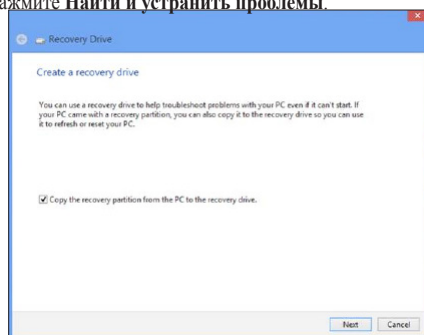 ажмите Найти и устранить проблемы.
Recovery Drive
Create a recovery drive
You can use a recovery drive to help troubleshoot problems with your PC even if it can't start. If
your PC came with a recovery partition, you can also copy it to the recovery drive so you can use
it to refresh or reset your PC.
Copy the recovery partition from the PC to the recovery drive.
Next Cancel